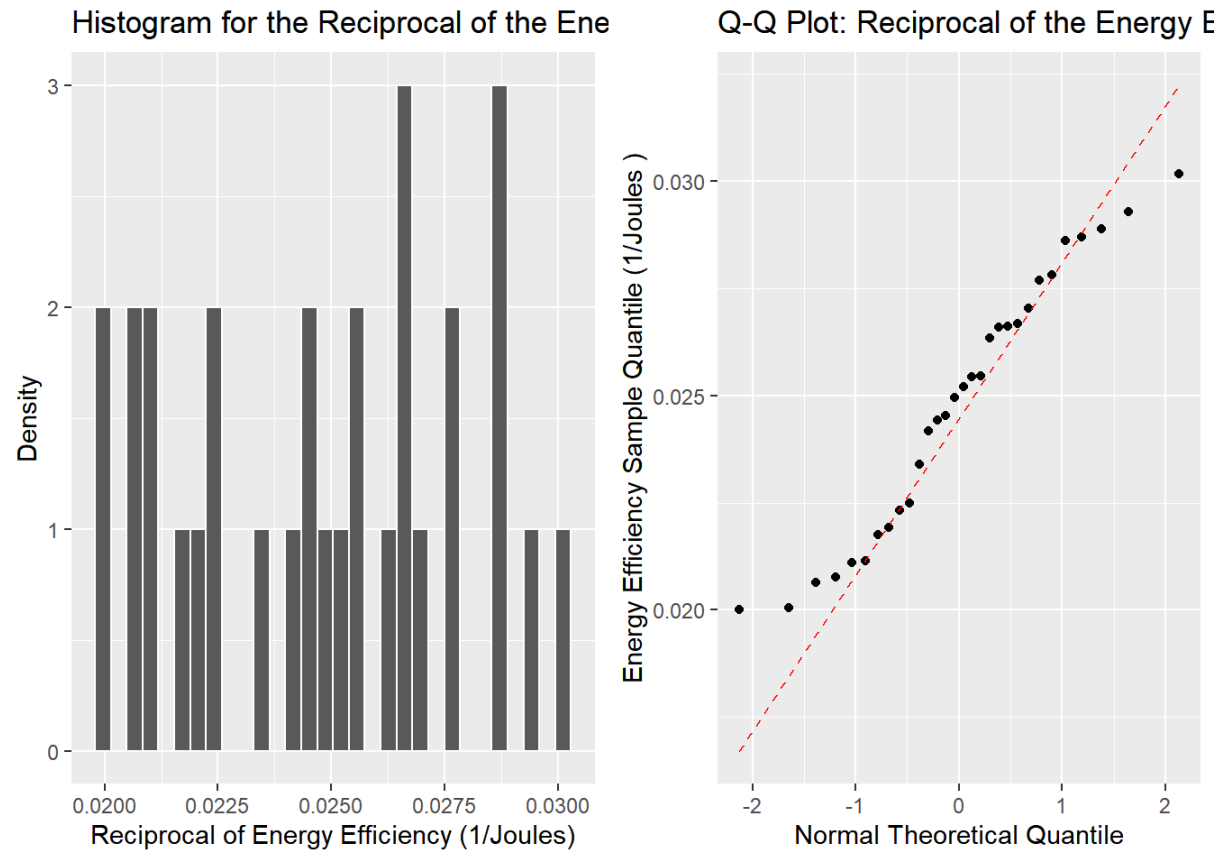 Histogram for the Reciprocal of the Ene
3
2
1
0
Density
0.0200 0.0225 0.0250 0.0275 0.0300
Reciprocal of Energy Efficiency (1/Joules)
Q-Q Plot: Reciprocal of the Energy E
0.030
0.025
0.020
Energy Efficiency Sample Quantile (1/Joules )
-2 -1 0 1 2
Normal Theoretical Quantile